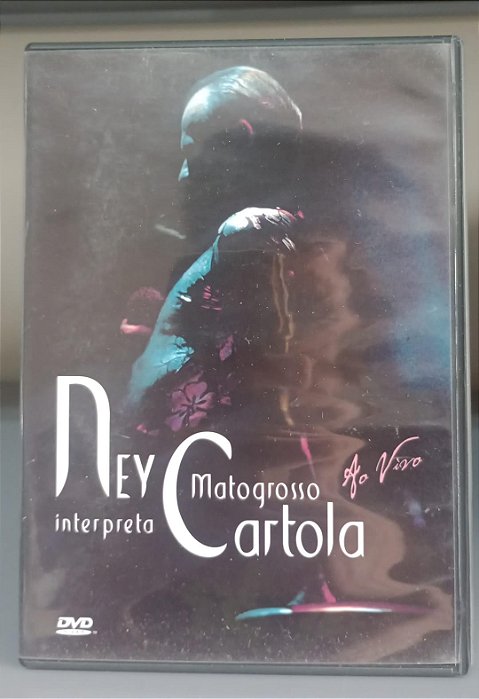 Ney Matogrosso
Ao Vivo
interpreta Cartola
DVD